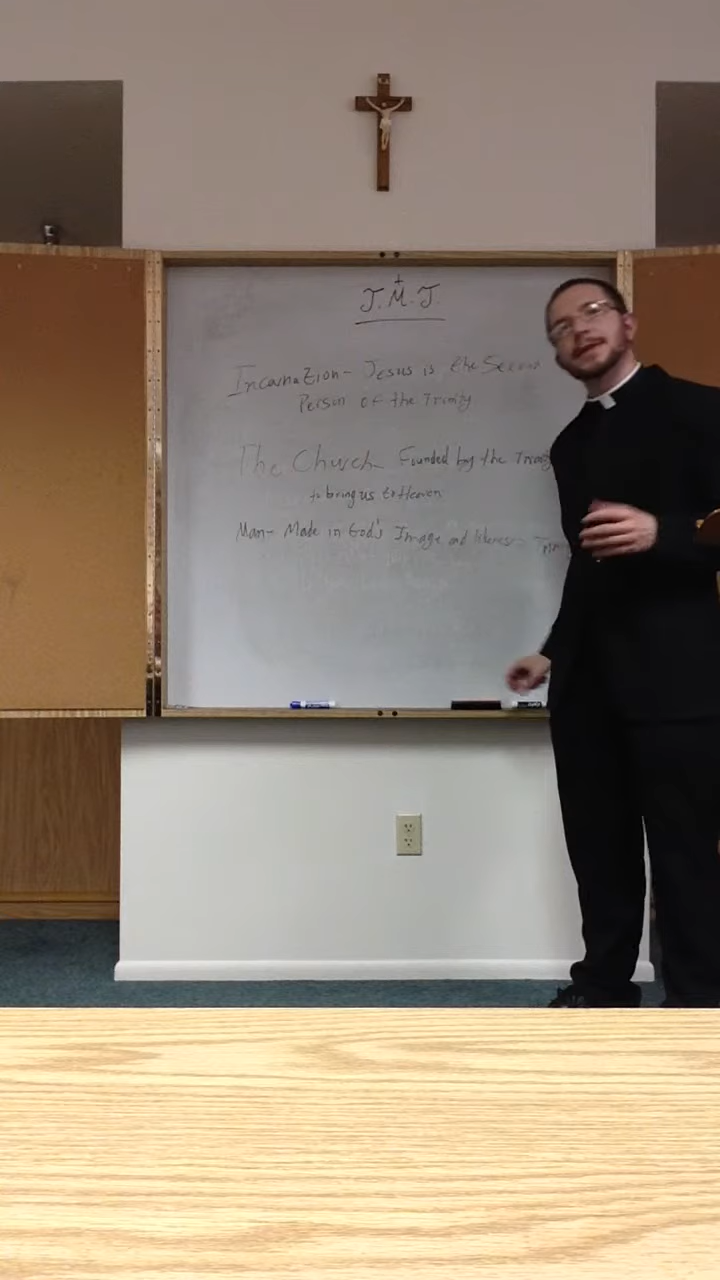 J.M.J.
Incarnation- Jesus is the Second
Person of the Trinity
The Church Founded by the Trinity
to bring us to Heaven
Man- Made in God's Image and likeness